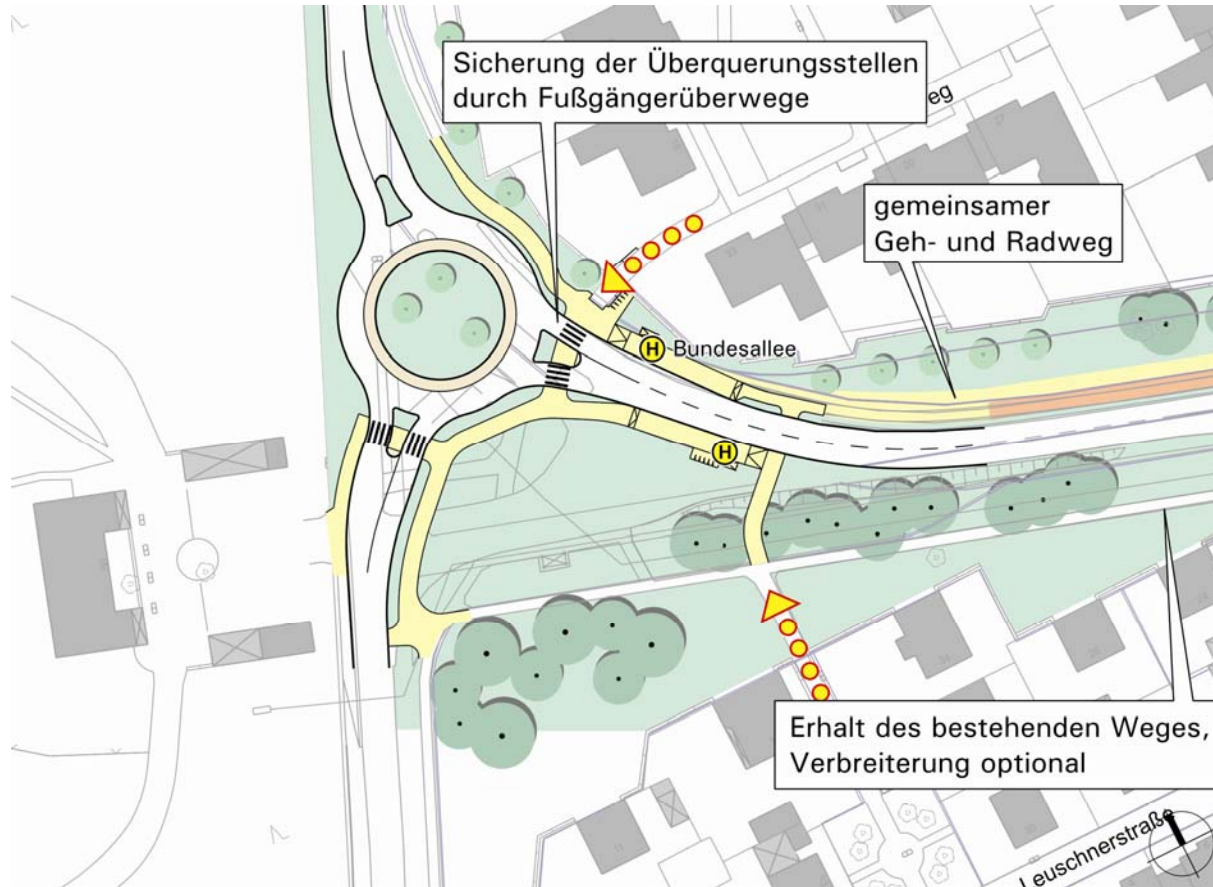 Sicherung der Überquerungsstellen
durch Fußgängerüberwege
eg
gemeinsamer
Geh- und Radweg
H Bundesallee
H
Erhalt des bestehenden Weges,
Verbreiterung optional
Leuschnerstraße